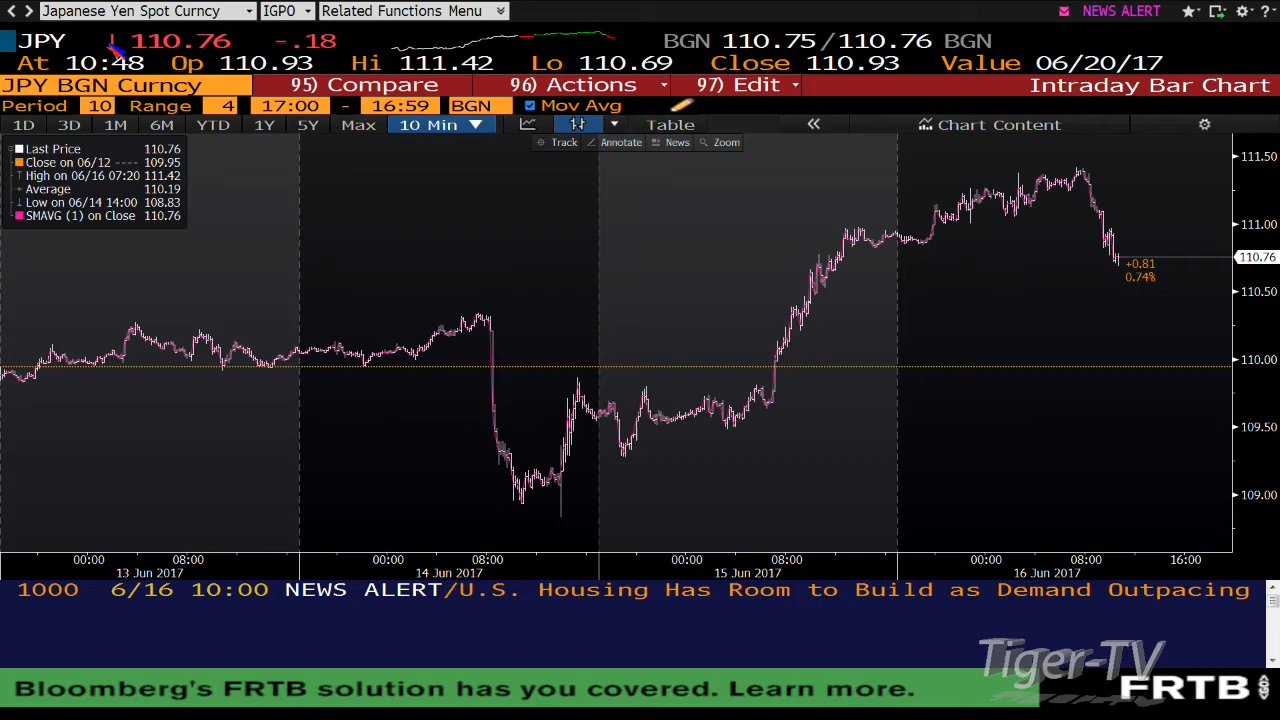 Japanese Yen Spot Curncy IGPO Related Functions Menu NEWS ALERT
JPY 110.76 -.18 BGN 110.75/110.76 BGN
At 10:48 Op 110.93 Hi 111.42 Lo 110.69 Close 110.93 Value 06/20/17
JPY BGN Curncy 95) Compare 96) Actions 97) Edit Intraday Bar Chart
Period 10 Range 4 17:00 - 16:59 BGN Mov Avg
1D 3D 1M 6M YTD 1Y 5Y Max 10 Min Table Chart Content
Track Annotate News Zoom
Last Price 110.76
Close on 06/12 ---- 109.95
High on 06/16 07:20 111.42
Average 110.19
Low on 06/14 14:00 108.83
SMAVG (1) on Close 110.76
111.50
111.00
110.76
+0.81
0.74%
110.50
110.00
109.50
109.00
00:00 08:00 00:00 08:00 00:00 08:00 00:00 08:00 16:00
13 Jun 2017 14 Jun 2017 15 Jun 2017 16 Jun 2017
1000 6/16 10:00 NEWS ALERT/U.S. Housing Has Room to Build as Demand Outpacing
Tiger-TV
Bloomberg's FRTB solution has you covered. Learn more. FRTB